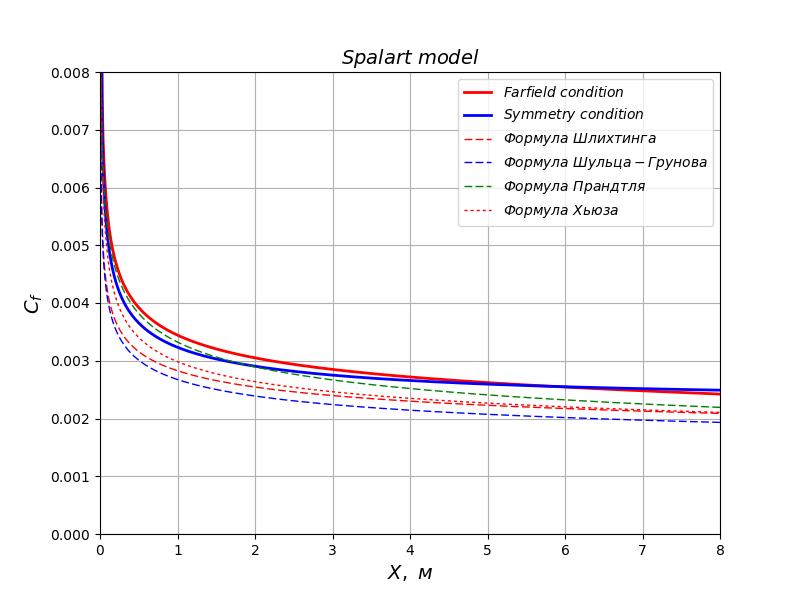 Spalart model
0.008
0.007
0.006
0.005
0.004
0.003
0.002
0.001
0.000
C_f
Farfield condition
Symmetry condition
Формула Шлихтинга
Формула Шульца − Грунова
Формула Прандтля
Формула Хьюза
0 1 2 3 4 5 6 7 8
X, м